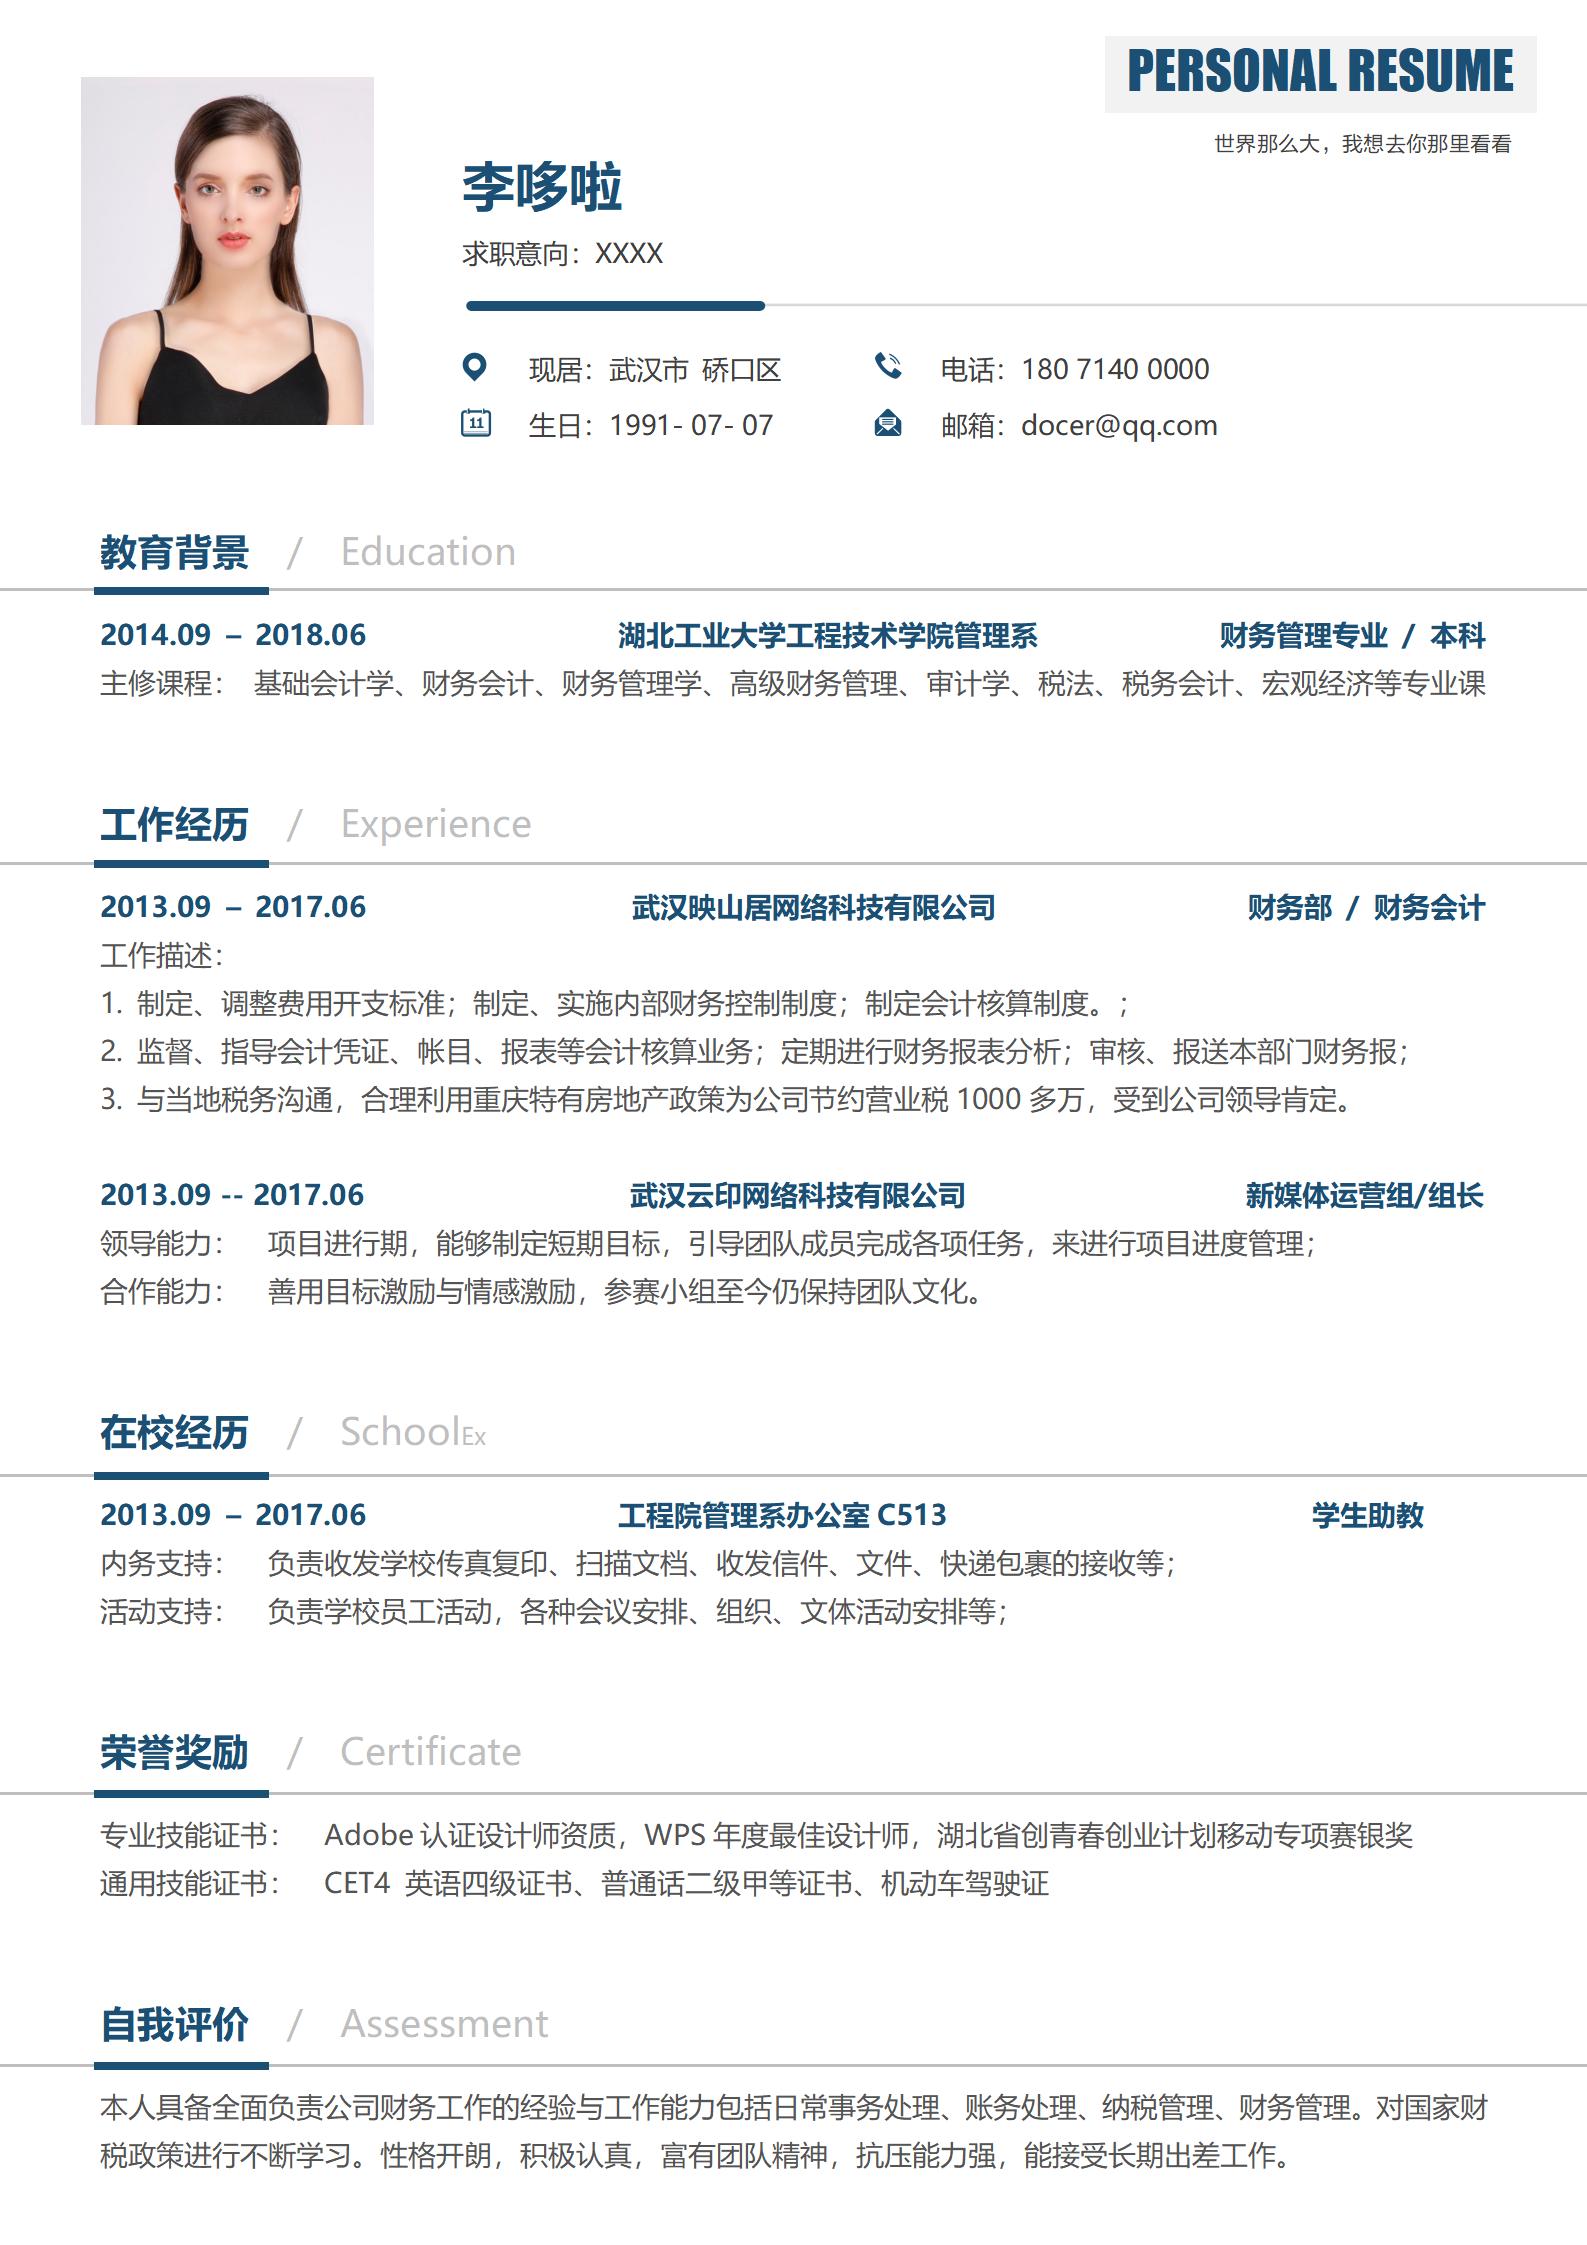 PERSONAL RESUME
世界那么大，我想去你那里看看
李哆啦
求职意向：XXXX
现居：武汉市 硚口区
电话：180 7140 0000
11
生日：1991- 07- 07
邮箱：docer@qq.com
教育背景 / Education
2014.09 – 2018.06 湖北工业大学工程技术学院管理系 财务管理专业 / 本科
主修课程： 基础会计学、财务会计、财务管理学、高级财务管理、审计学、税法、税务会计、宏观经济等专业课
工作经历 / Experience
2013.09 – 2017.06 武汉映山居网络科技有限公司 财务部 / 财务会计
工作描述：
1. 制定、调整费用开支标准；制定、实施内部财务控制制度；制定会计核算制度。;
2. 监督、指导会计凭证、帐目、报表等会计核算业务；定期进行财务报表分析；审核、报送本部门财务报；
3. 与当地税务沟通，合理利用重庆特有房地产政策为公司节约营业税 1000 多万，受到公司领导肯定。
2013.09 -- 2017.06 武汉云印网络科技有限公司 新媒体运营组/组长
领导能力： 项目进行期，能够制定短期目标，引导团队成员完成各项任务，来进行项目进度管理；
合作能力： 善用目标激励与情感激励，参赛小组至今仍保持团队文化。
在校经历 / SchoolEx
2013.09 – 2017.06 工程院管理系办公室 C513 学生助教
内务支持： 负责收发学校传真复印、扫描文档、收发信件、文件、快递包裹的接收等；
活动支持： 负责学校员工活动，各种会议安排、组织、文体活动安排等；
荣誉奖励 / Certificate
专业技能证书： Adobe 认证设计师资质，WPS 年度最佳设计师，湖北省创青春创业计划移动专项赛银奖
通用技能证书： CET4 英语四级证书、普通话二级甲等证书、机动车驾驶证
自我评价 / Assessment
本人具备全面负责公司财务工作的经验与工作能力包括日常事务处理、账务处理、纳税管理、财务管理。对国家财
税政策进行不断学习。性格开朗，积极认真，富有团队精神，抗压能力强，能接受长期出差工作。